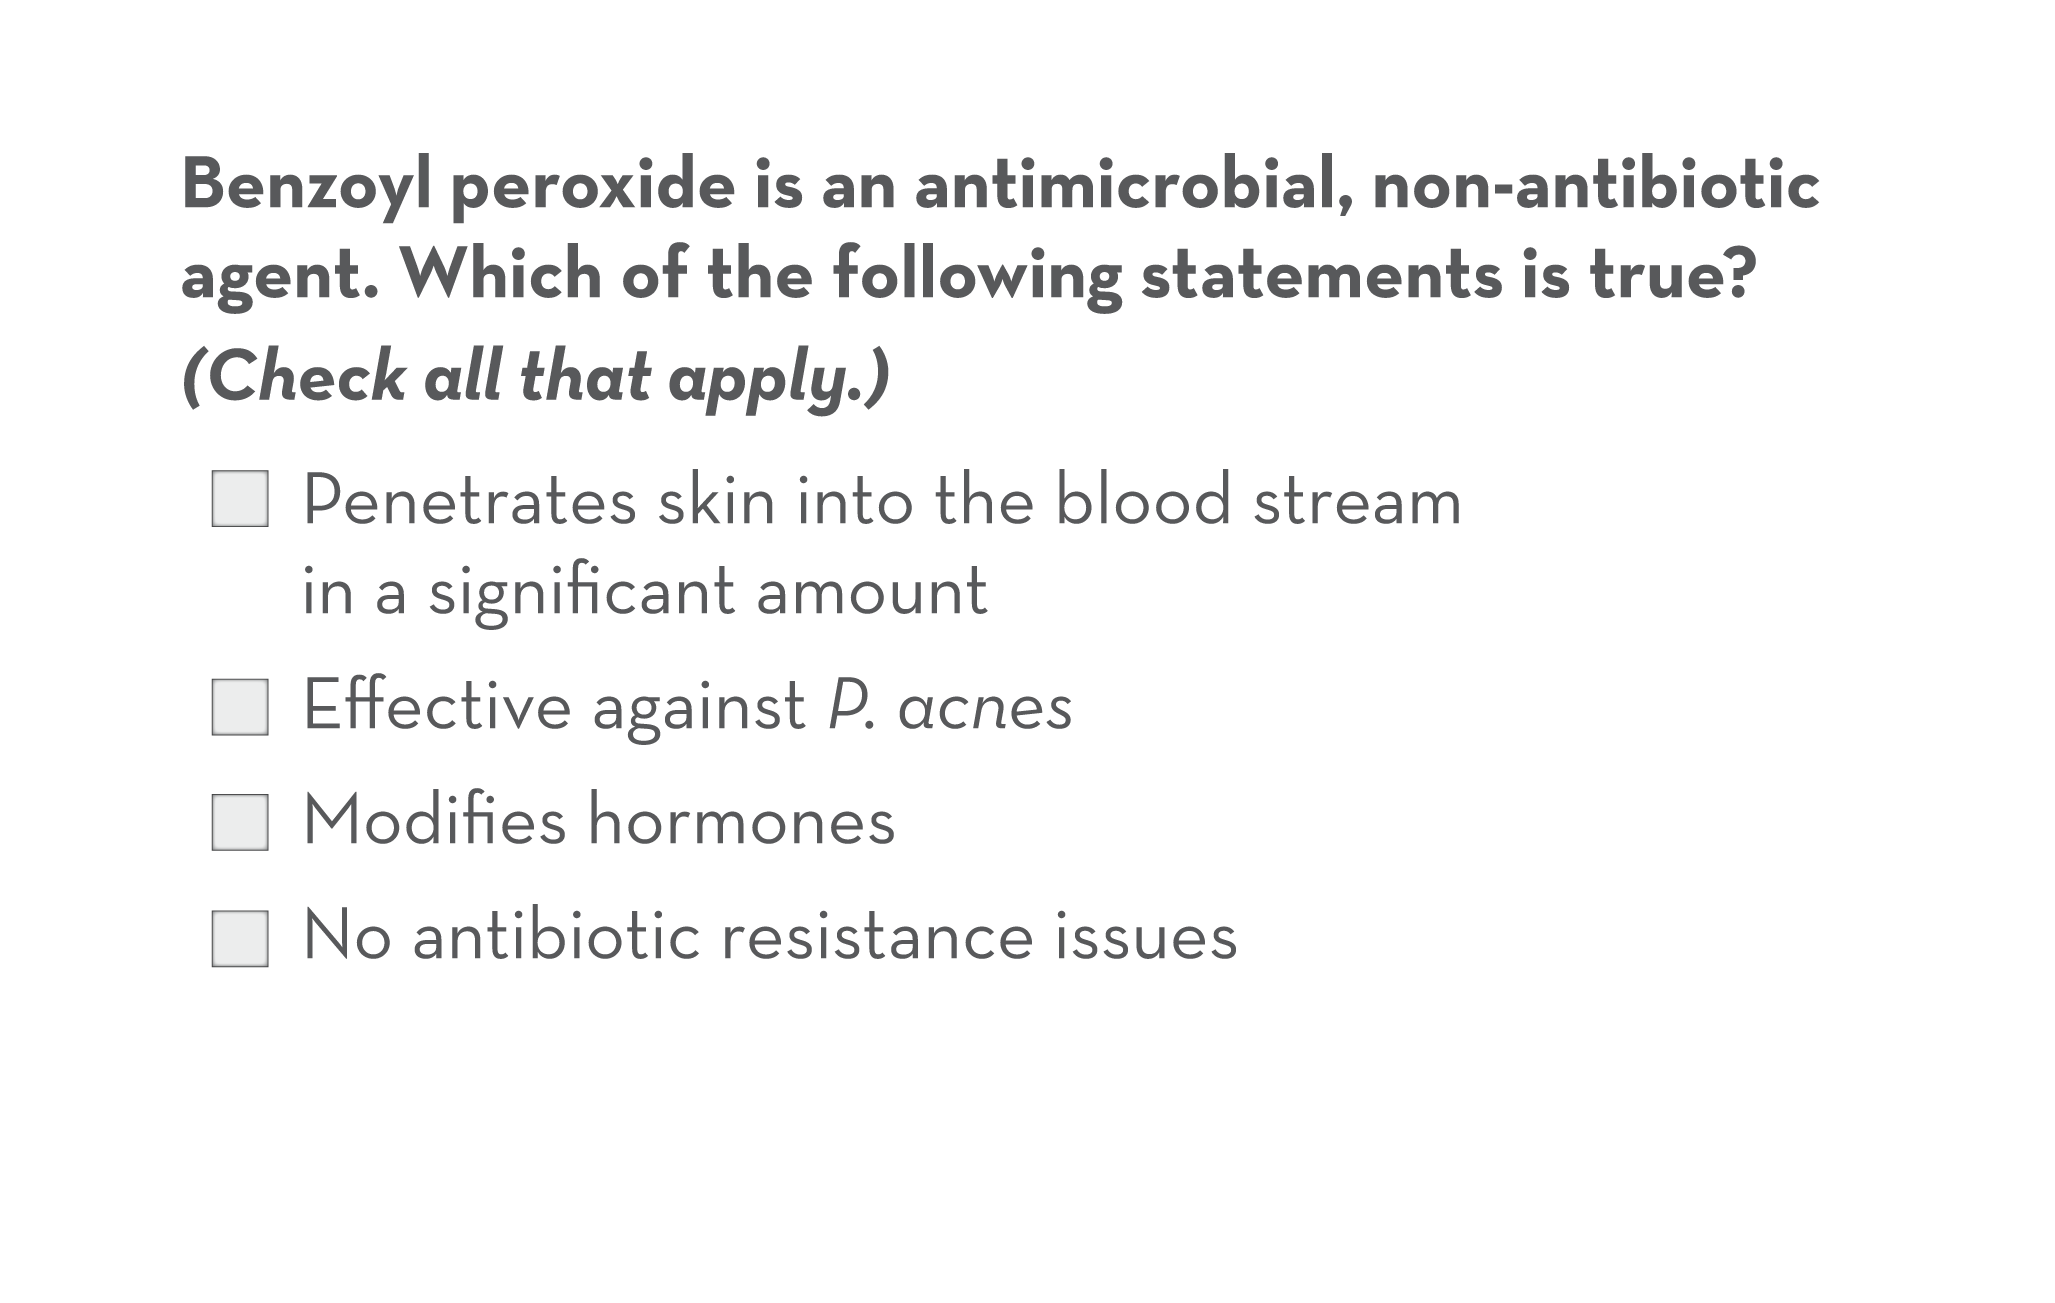 Benzoyl peroxide is an antimicrobial, non-antibiotic
agent. Which of the following statements is true?
(Check all that apply.)
Penetrates skin into the blood stream
in a significant amount
Effective against P. acnes
Modifies hormones
No antibiotic resistance issues